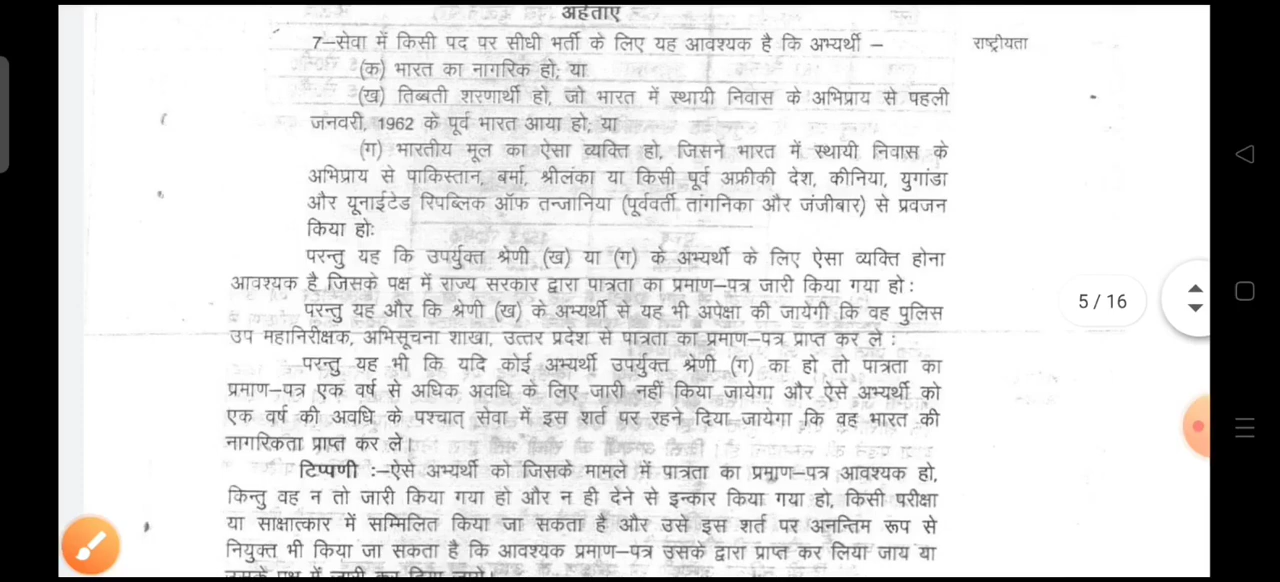 अर्हताएं
7–सेवा में किसी पद पर सीधी भर्ती के लिए यह आवश्यक है कि अभ्यर्थी –
राष्ट्रीयता
(क) भारत का नागरिक हो; या
(ख) तिब्बती शरणार्थी हो, जो भारत में स्थायी निवास के अभिप्राय से पहली
जनवरी, 1962 के पूर्व भारत आया हो; या
(ग) भारतीय मूल का ऐसा व्यक्ति हो, जिसने भारत में स्थायी निवास के
अभिप्राय से पाकिस्तान, बर्मा, श्रीलंका या किसी पूर्व अफ्रीकी देश, कीनिया, युगांडा
और यूनाईटेड रिपब्लिक ऑफ तन्जानिया (पूर्ववर्ती तांगनिका और जंजीबार) से प्रवजन
किया हो:
परन्तु यह कि उपर्युक्त श्रेणी (ख) या (ग) के अभ्यर्थी के लिए ऐसा व्यक्ति होना
आवश्यक है जिसके पक्ष में राज्य सरकार द्वारा पात्रता का प्रमाण–पत्र जारी किया गया हो :
परन्तु यह और कि श्रेणी (ख) के अभ्यर्थी से यह भी अपेक्षा की जायेगी कि वह पुलिस
उप महानिरीक्षक, अभिसूचना शाखा, उत्तर प्रदेश से पात्रता का प्रमाण–पत्र प्राप्त कर ले :
परन्तु यह भी कि यदि कोई अभ्यर्थी उपर्युक्त श्रेणी (ग) का हो तो पात्रता का
प्रमाण–पत्र एक वर्ष से अधिक अवधि के लिए जारी नहीं किया जायेगा और ऐसे अभ्यर्थी को
एक वर्ष की अवधि के पश्चात् सेवा में इस शर्त पर रहने दिया जायेगा कि वह भारत की
नागरिकता प्राप्त कर ले।
टिप्पणी :–ऐसे अभ्यर्थी को जिसके मामले में पात्रता का प्रमाण–पत्र आवश्यक हो,
किन्तु वह न तो जारी किया गया हो और न ही देने से इन्कार किया गया हो, किसी परीक्षा
या साक्षात्कार में सम्मिलित किया जा सकता है और उसे इस शर्त पर अनन्तिम रूप से
नियुक्त भी किया जा सकता है कि आवश्यक प्रमाण–पत्र उसके द्वारा प्राप्त कर लिया जाय या
उसके पक्ष में जारी कर दिया जाये।
5 / 16